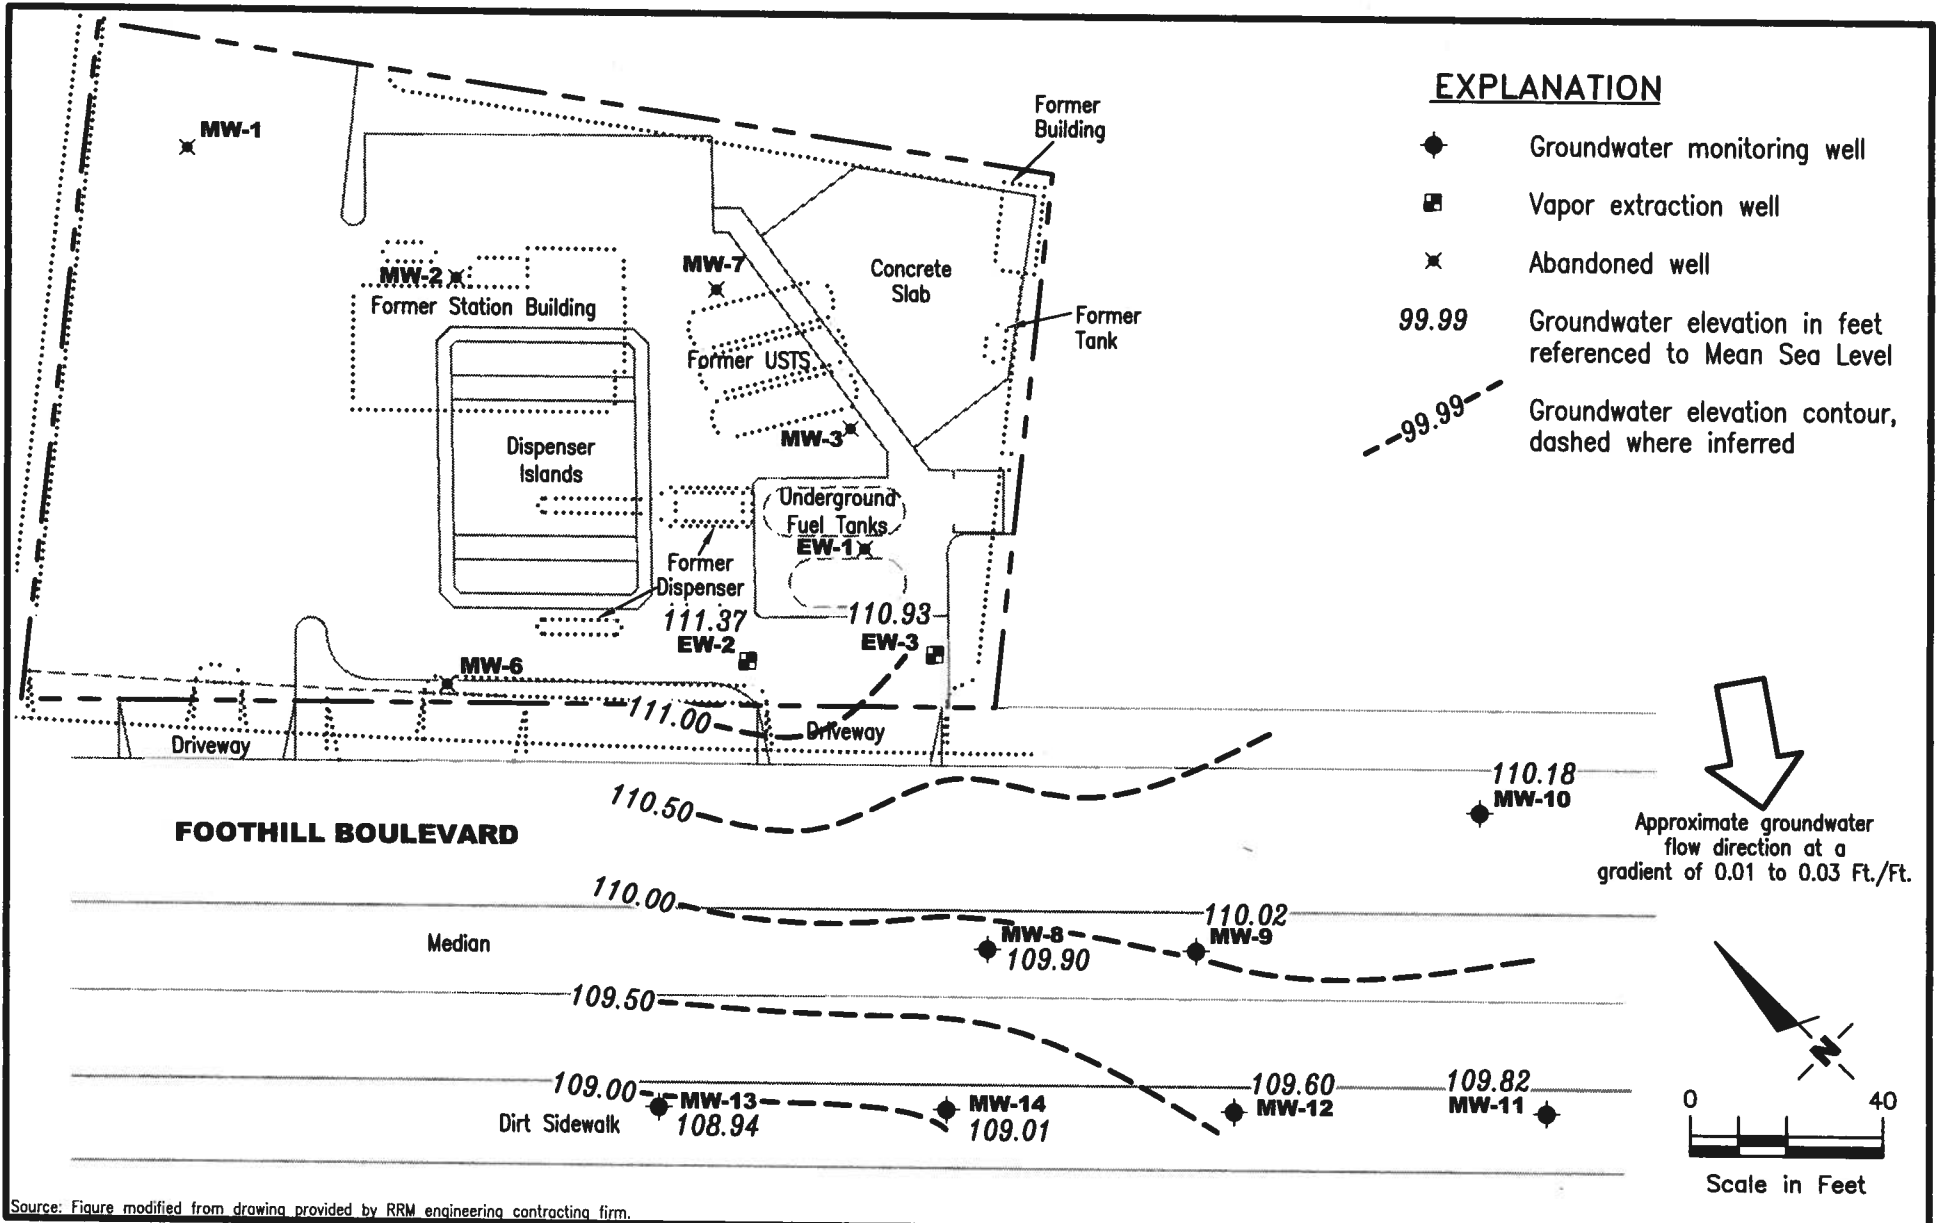 EXPLANATION
Groundwater monitoring well
Vapor extraction well
Abandoned well
99.99
Groundwater elevation in feet
referenced to Mean Sea Level
99.99
Groundwater elevation contour,
dashed where inferred
MW-1
Former
Building
MW-2
Former Station Building
MW-7
Concrete
Slab
Former
Tank
Former USTS
MW-3
Dispenser
Islands
Underground
Fuel Tanks
EW-1
Former
Dispenser
111.37
EW-2
110.93
EW-3
MW-6
111.00
Driveway
Driveway
110.50
FOOTHILL BOULEVARD
110.18
MW-10
Approximate groundwater
flow direction at a
gradient of 0.01 to 0.03 Ft./Ft.
110.00
Median
MW-8
109.90
110.02
MW-9
109.50
109.00
MW-13
108.94
Dirt Sidewalk
MW-14
109.01
109.60
MW-12
109.82
MW-11
N
0 40
Scale in Feet
Source: Figure modified from drawing provided by RRM engineering contracting firm.